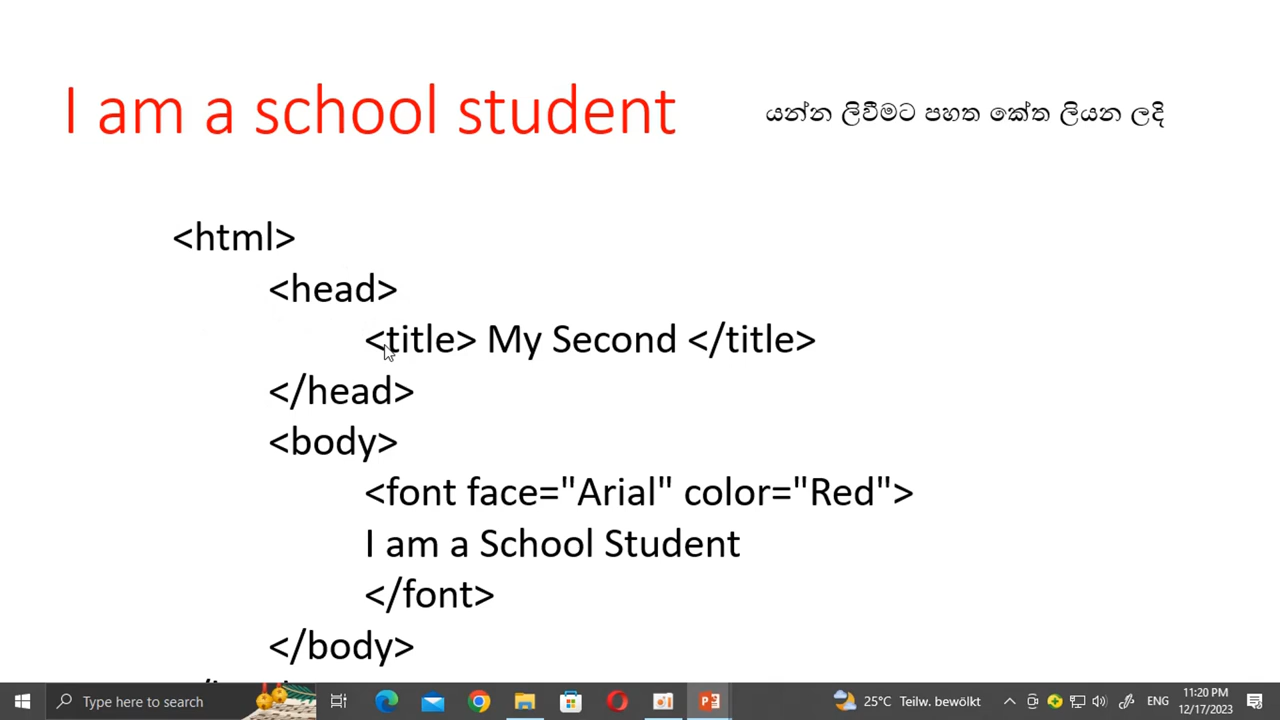 I am a school student
යන්න ලිවීමට පහත කේත ලියන ලදි
<html>
<head>
<title> My Second </title>
</head>
<body>
<font face="Arial" color="Red">
I am a School Student
</font>
</body>
Type here to search
25°C Teilw. bewölkt
ENG
11:20 PM
12/17/2023